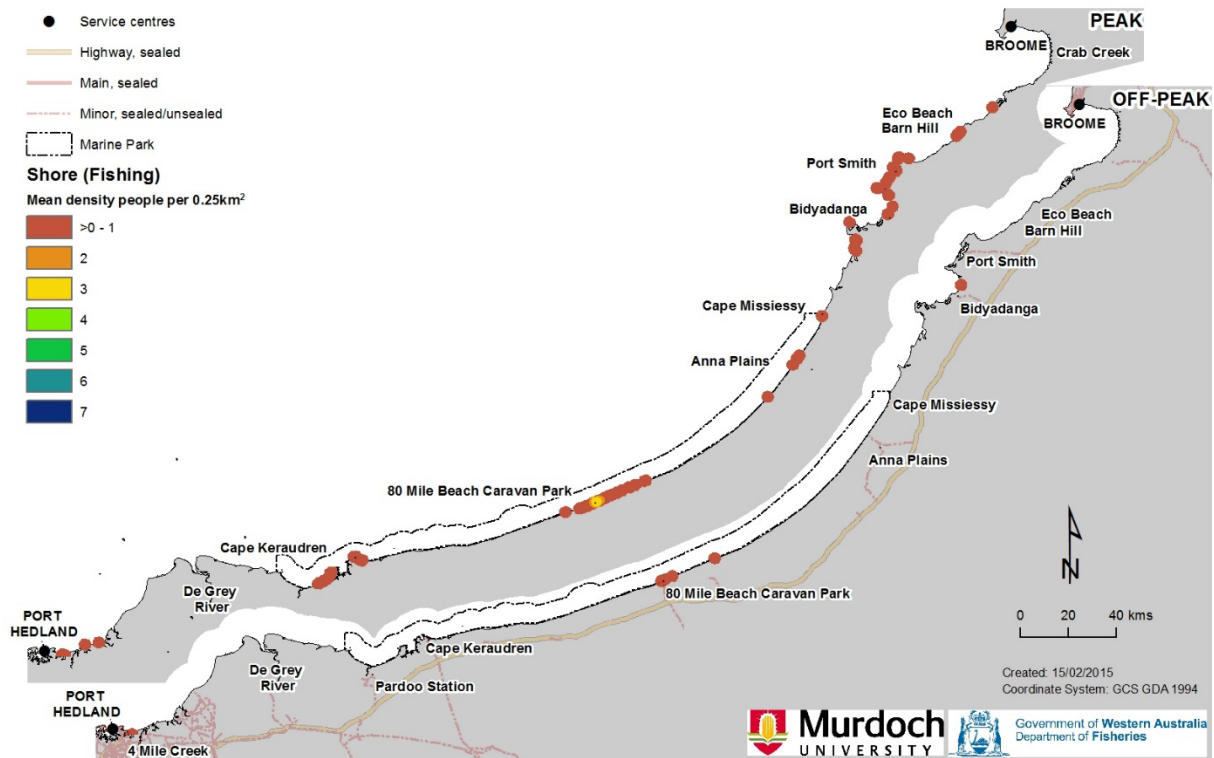 Service centres
Highway, sealed
Main, sealed
Minor, sealed/unsealed
Marine Park
Shore (Fishing)
Mean density people per 0.25km²
>0 - 1
2
3
4
5
6
7
PEAK
BROOME
Crab Creek
OFF-PEAK
BROOME
Eco Beach
Barn Hill
Port Smith
Bidyadanga
Eco Beach
Barn Hill
Port Smith
Bidyadanga
Cape Missiessy
Anna Plains
Cape Missiessy
Anna Plains
80 Mile Beach Caravan Park
Cape Keraudren
De Grey
River
80 Mile Beach Caravan Park
PORT
HEDLAND
Cape Keraudren
De Grey
River
Pardoo Station
PORT
HEDLAND
4 Mile Creek
N
0 20 40 kms
Created: 15/02/2015
Coordinate System: GCS GDA 1994
Murdoch
UNIVERSITY
Government of Western Australia
Department of Fisheries